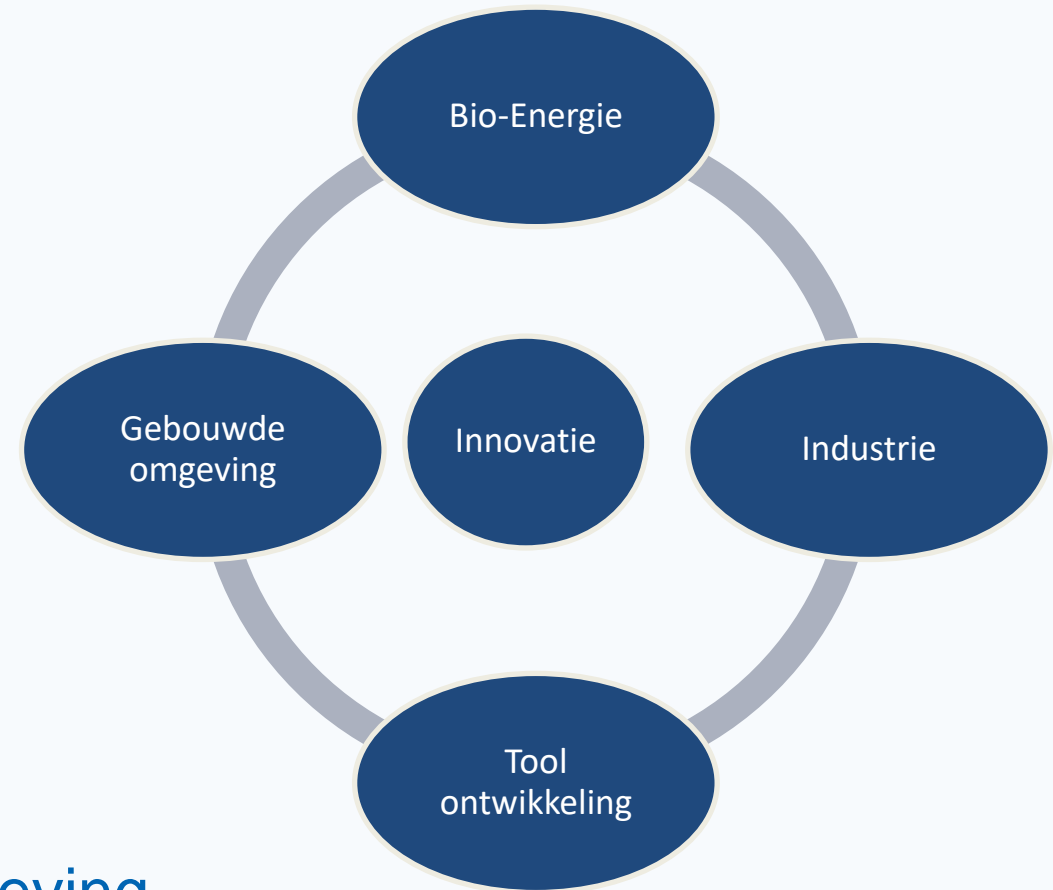 Bio-Energie
Gebouwde
omgeving
Innovatie
Industrie
Tool
ontwikkeling